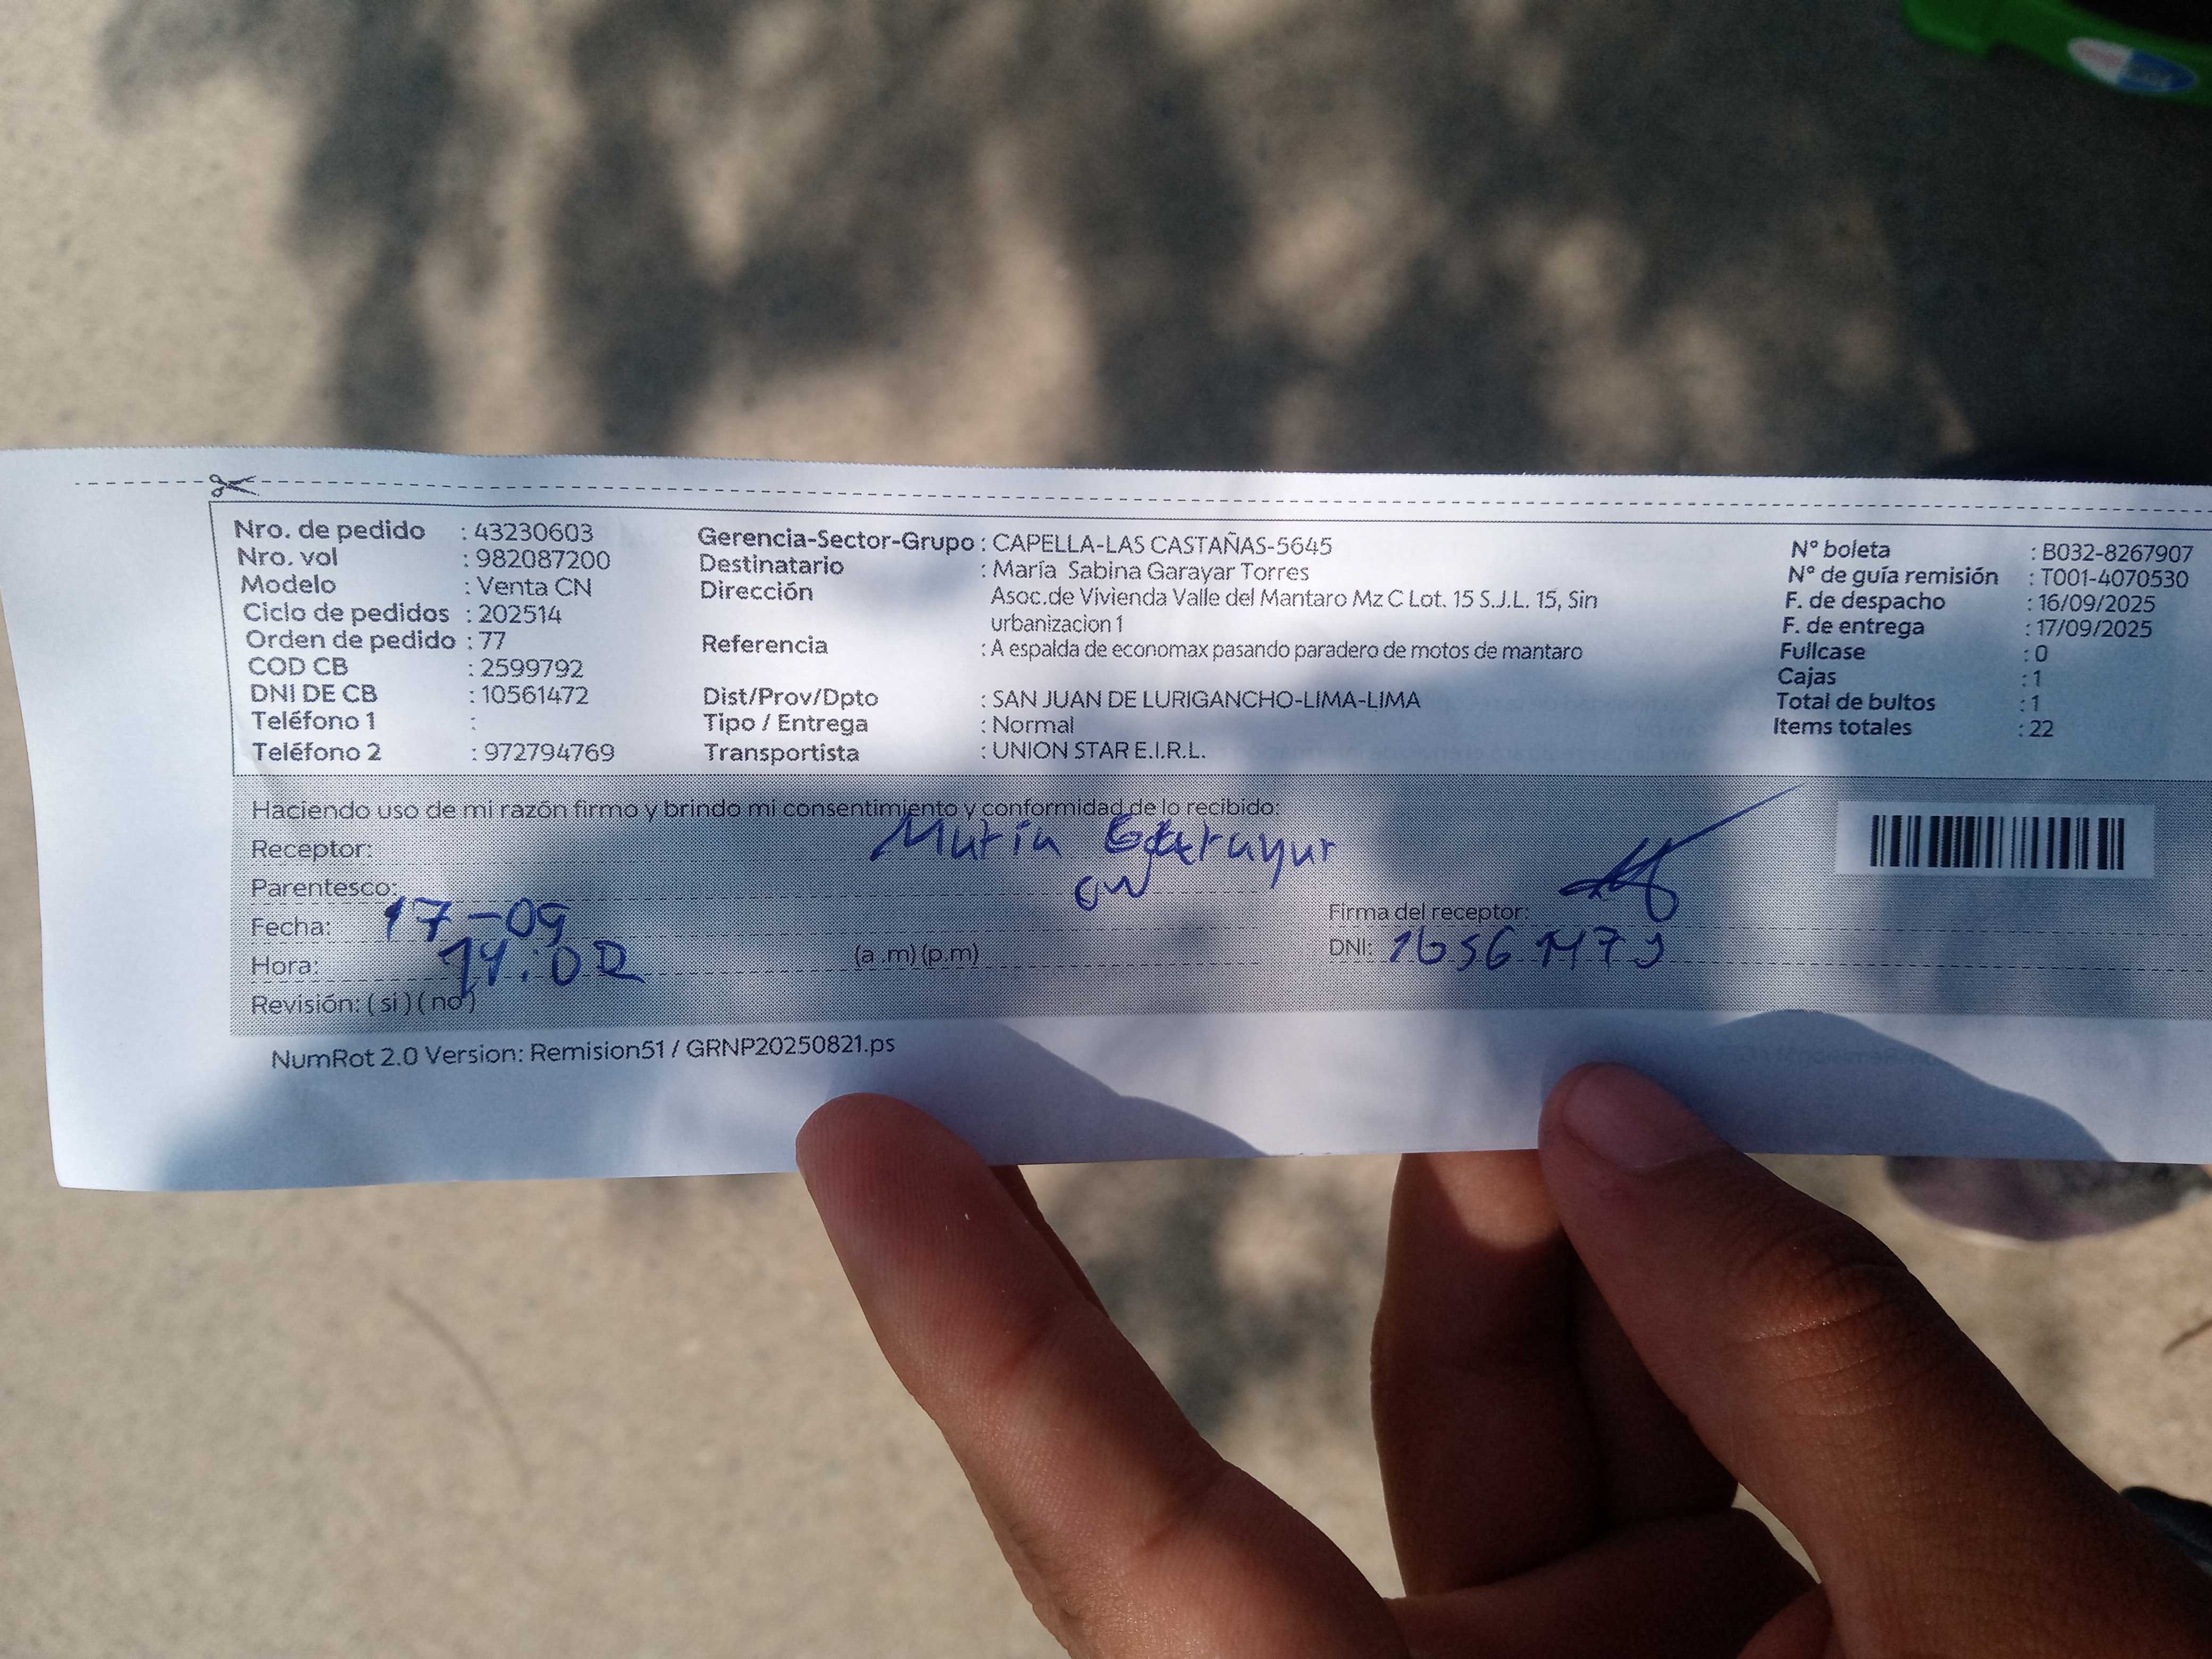 Nro. de pedido : 43230603
Nro. vol : 982087200
Modelo : Venta CN
Ciclo de pedidos : 202514
Orden de pedido : 77
COD CB : 2599792
DNI DE CB : 10561472
Teléfono 1 :
Teléfono 2 : 972794769
Gerencia-Sector-Grupo : CAPELLA-LAS CASTAÑAS-5645
Destinatario : María Sabina Garayar Torres
Dirección Asoc.de Vivienda Valle del Mantaro Mz C Lot. 15 S.J.L. 15, Sin
urbanizacion 1
Referencia : A espalda de economax pasando paradero de motos de mantaro
Dist/Prov/Dpto : SAN JUAN DE LURIGANCHO-LIMA-LIMA
Tipo / Entrega : Normal
Transportista : UNION STAR E.I.R.L.
N° boleta : B032-8267907
N° de guía remisión : T001-4070530
F. de despacho : 16/09/2025
F. de entrega : 17/09/2025
Fullcase : 0
Cajas : 1
Total de bultos : 1
Items totales : 22
Haciendo uso de mi razón firmo y brindo mi consentimiento y conformidad de lo recibido:
Receptor: María Garayar
Parentesco:
Fecha: 17-09
Hora: 14:02 (a .m) (p.m)
Revisión: ( si ) ( no )
Firma del receptor:
DNI:
NumRot 2.0 Version: Remision51 / GRNP20250821.ps